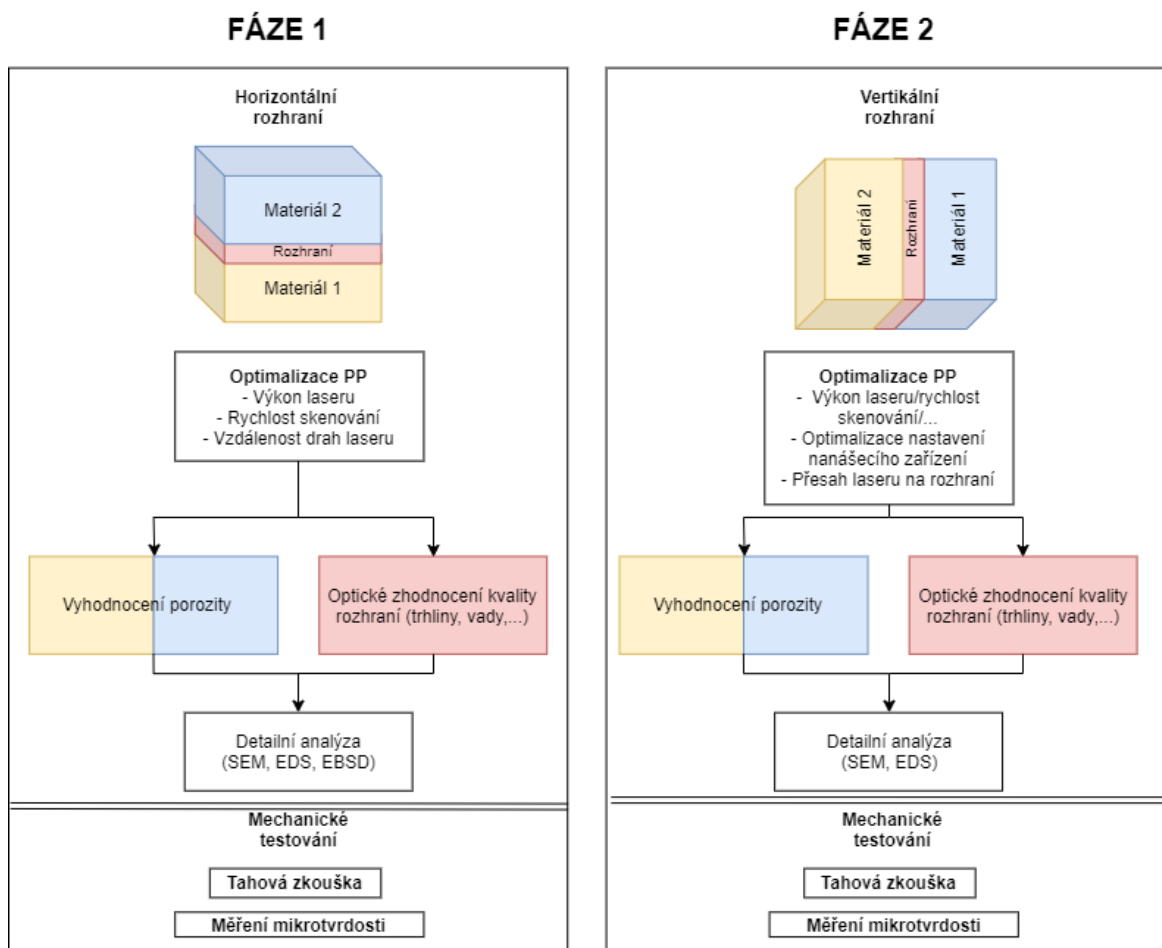 FÁZE 1
Horizontální
rozhraní
Materiál 2
Rozhraní
Materiál 1
Optimalizace PP
- Výkon laseru
- Rychlost skenování
- Vzdálenost drah laseru
Vyhodnocení porozity
Optické zhodnocení kvality
rozhraní (trhliny, vady,...)
Detailní analýza
(SEM, EDS, EBSD)
Mechanické
testování
Tahová zkouška
Měření mikrotvrdosti
FÁZE 2
Vertikální
rozhraní
Materiál 2
Rozhraní
Materiál 1
Optimalizace PP
- Výkon laseru/rychlost
skenování/...
- Optimalizace nastavení
nanášecího zařízení
- Přesah laseru na rozhraní
Vyhodnocení porozity
Optické zhodnocení kvality
rozhraní (trhliny, vady,...)
Detailní analýza
(SEM, EDS)
Mechanické
testování
Tahová zkouška
Měření mikrotvrdosti